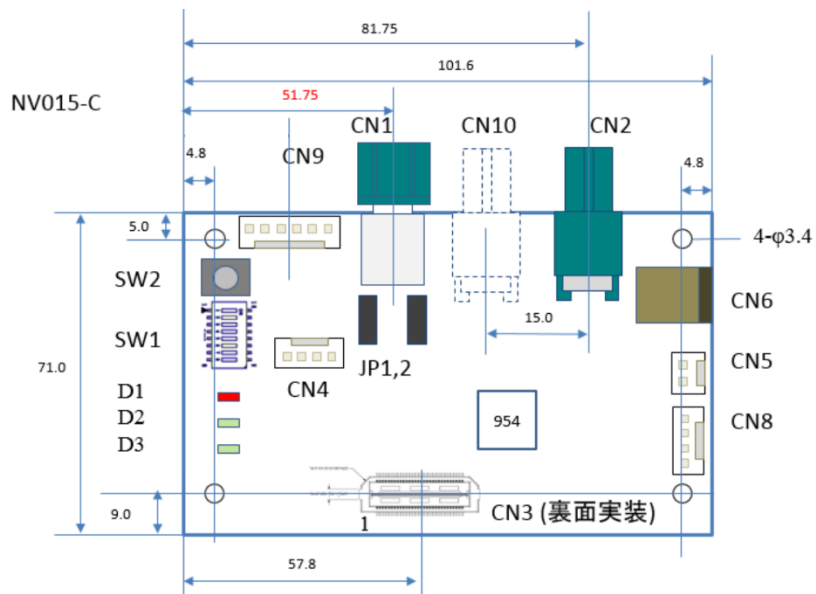 81.75
101.6
NV015-C
51.75
CN1
CN10
CN2
4.8
CN9
4.8
5.0
4-φ3.4
SW2
CN6
SW1
15.0
71.0
CN5
JP1,2
D1
CN4
D2
954
CN8
D3
9.0
1
CN3 (裏面実装)
57.8